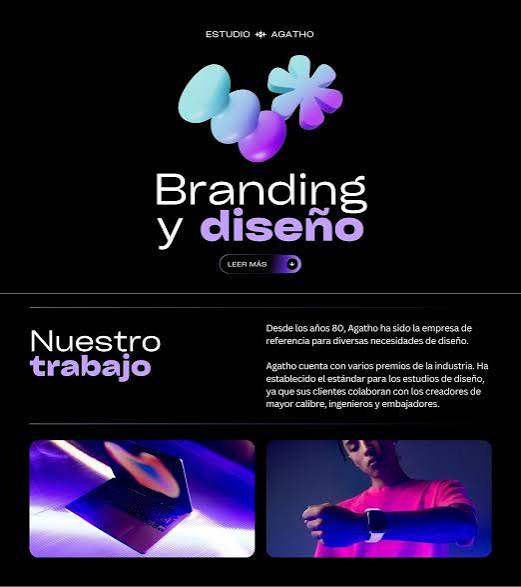 ESTUDIO AGATHO
Branding
y diseño
LEER MÁS
Nuestro
trabajo
Desde los años 80, Agatho ha sido la empresa de
referencia para diversas necesidades de diseño.
Agatho cuenta con varios premios de la industria. Ha
establecido el estándar para los estudios de diseño,
ya que sus clientes colaboran con los creadores de
mayor calibre, ingenieros y embajadores.